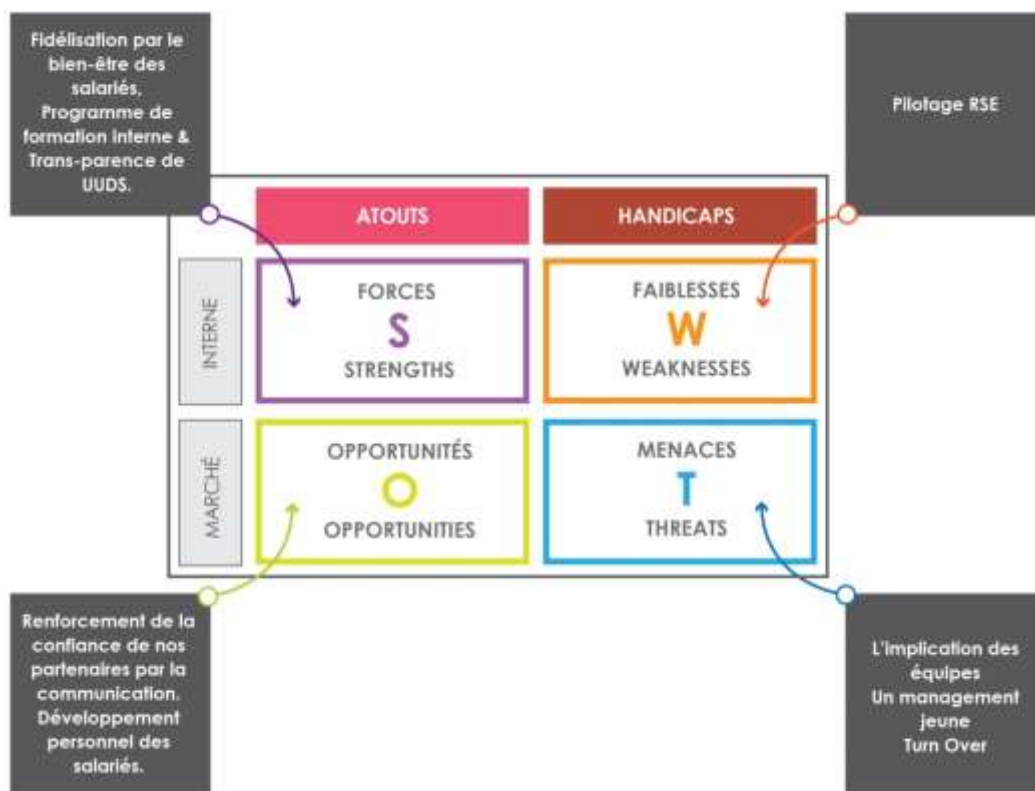 Fidélisation par le
bien-être des
salariés,
Programme de
formation interne &
Trans-parence de
UUDS.
Pilotage RSE
ATOUTS
HANDICAPS
INTERNE
FORCES
S
STRENGTHS
FAIBLESSES
W
WEAKNESSES
MARCHÉ
OPPORTUNITÉS
O
OPPORTUNITIES
MENACES
T
THREATS
Renforcement de la
confiance de nos
partenaires par la
communication.
Développement
personnel des
salariés.
L'implication des
équipes
Un management
jeune
Turn Over